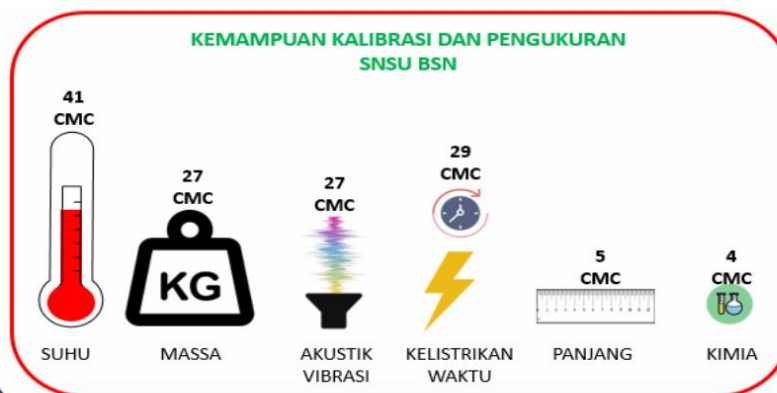 KEMAMPUAN KALIBRASI DAN PENGUKURAN
SNSU BSN
41
CMC
SUHU
27
CMC
KG
MASSA
27
CMC
AKUSTIK
VIBRASI
29
CMC
KELISTRIKAN
WAKTU
5
CMC
PANJANG
4
CMC
KIMIA